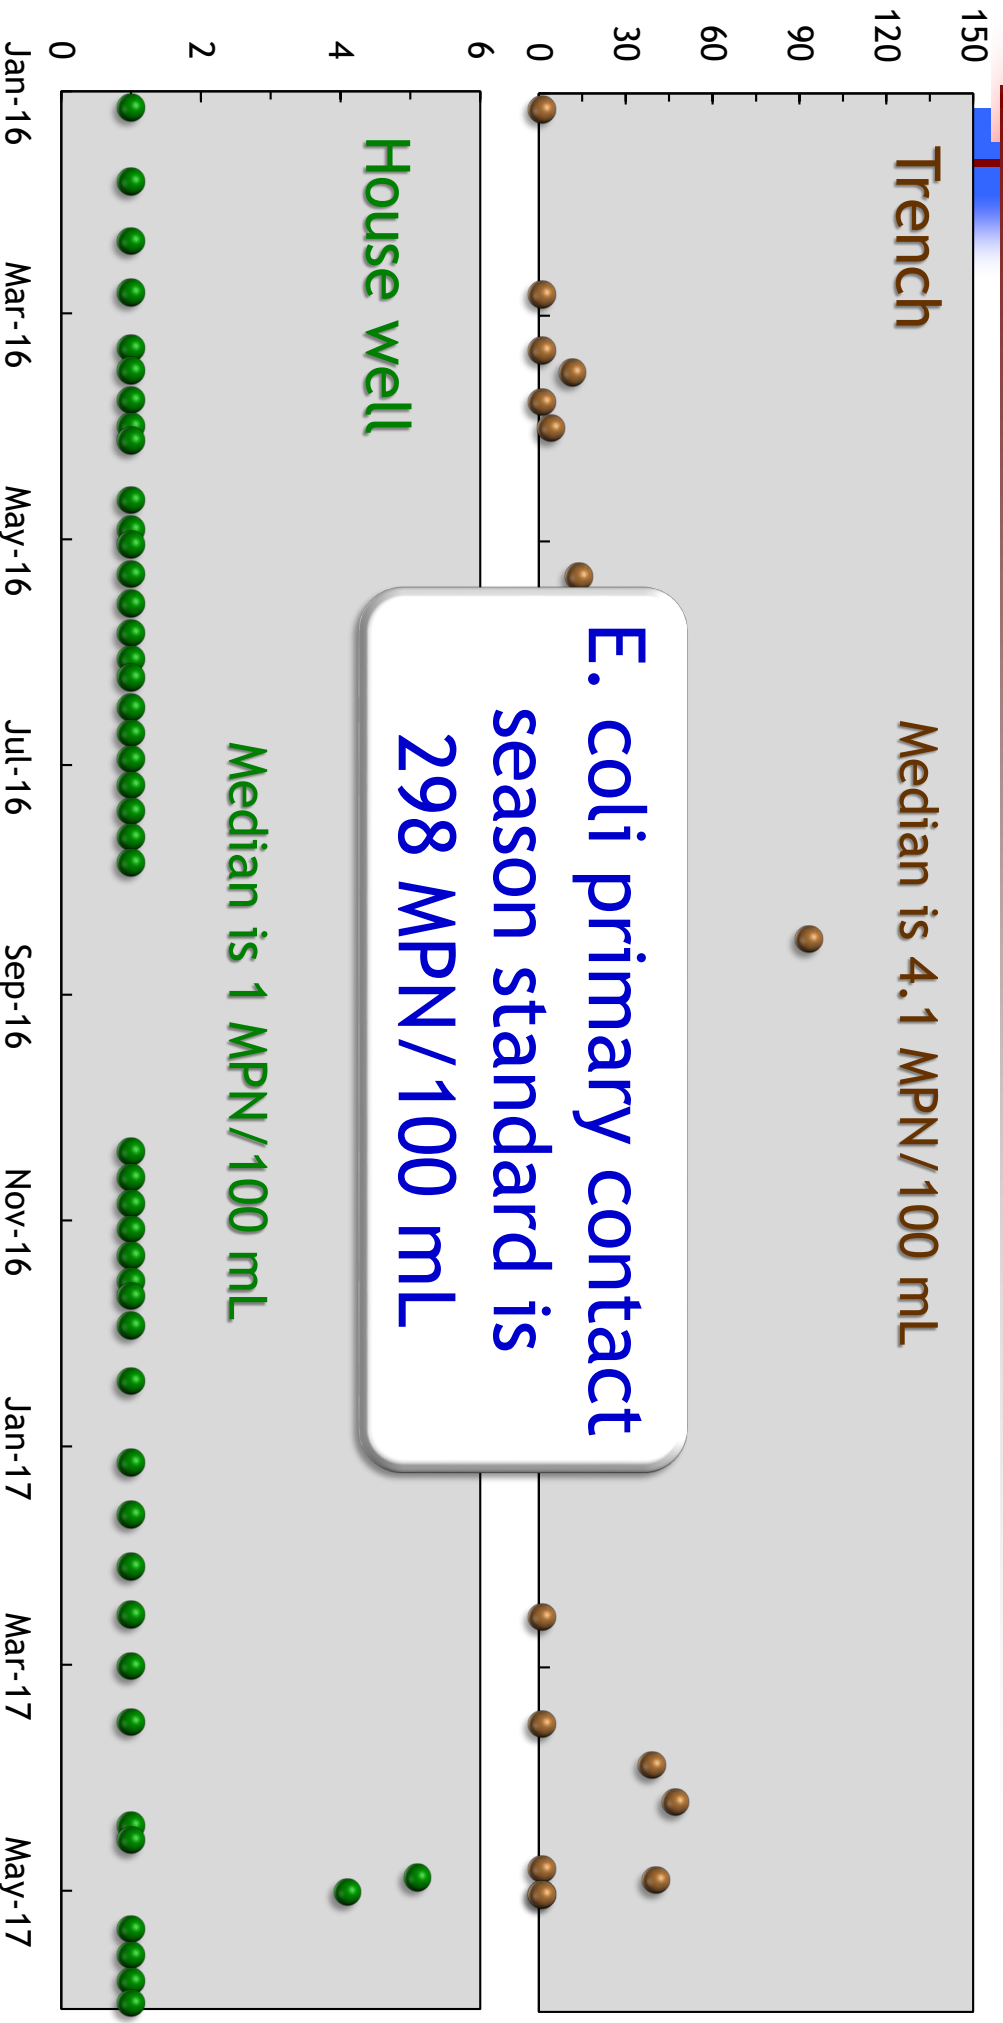 150
120
90
60
30
0
Trench
Median is 4.1 MPN/100 mL
E. coli primary contact
season standard is
298 MPN/100 mL
6
4
2
0
House well
Median is 1 MPN/100 mL
Jan-16 Mar-16 May-16 Jul-16 Sep-16 Nov-16 Jan-17 Mar-17 May-17